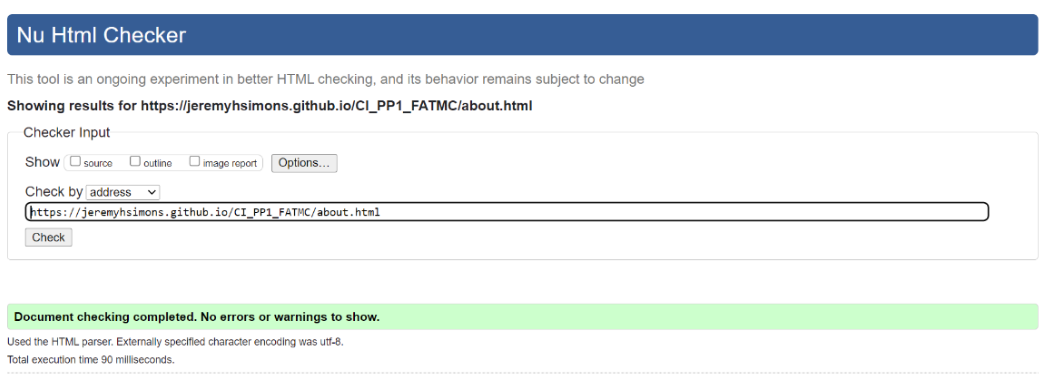 Nu Html Checker
This tool is an ongoing experiment in better HTML checking, and its behavior remains subject to change
Showing results for https://jeremyhsimons.github.io/CI_PP1_FATMC/about.html
Checker Input
Show source outline image report Options...
Check by address
https://jeremyhsimons.github.io/CI_PP1_FATMC/about.html
Check
Document checking completed. No errors or warnings to show.
Used the HTML parser. Externally specified character encoding was utf-8.
Total execution time 90 milliseconds.